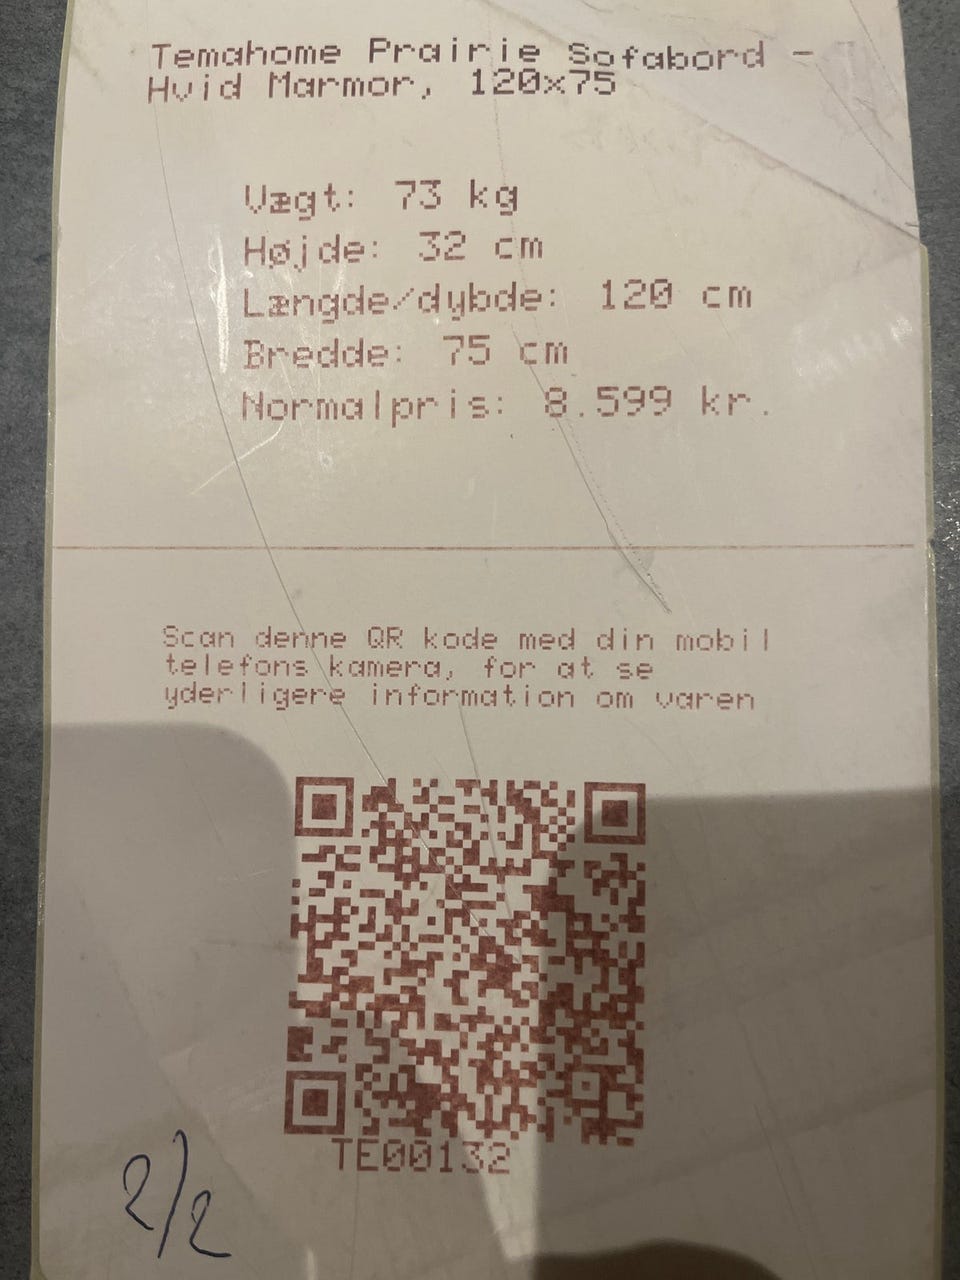 Temahome Prairie Sofabord -
Hvid Marmor, 120x75
Vægt: 73 kg
Højde: 32 cm
Længde/dybde: 120 cm
Bredde: 75 cm
Normalpris: 8.599 kr.
Scan denne QR kode med din mobil
telefons kamera, for at se
yderligere information om varen
TE00132
2/2